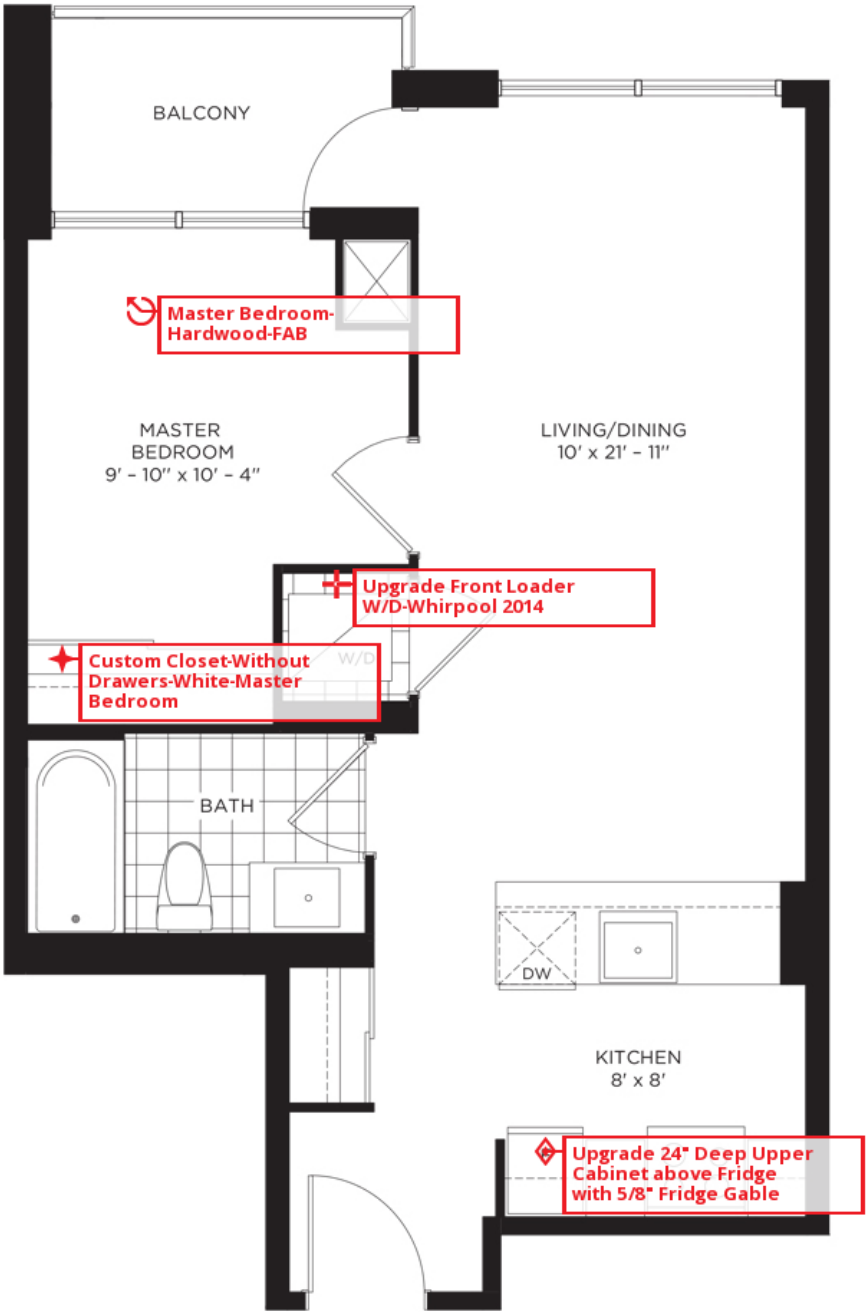 BALCONY
Master Bedroom-
Hardwood-FAB
MASTER
BEDROOM
9' - 10" x 10' - 4"
LIVING/DINING
10' x 21' - 11"
Upgrade Front Loader
W/D-Whirpool 2014
W/D
Custom Closet-Without
Drawers-White-Master
Bedroom
BATH
DW
KITCHEN
8' x 8'
Upgrade 24" Deep Upper
Cabinet above Fridge
with 5/8" Fridge Gable